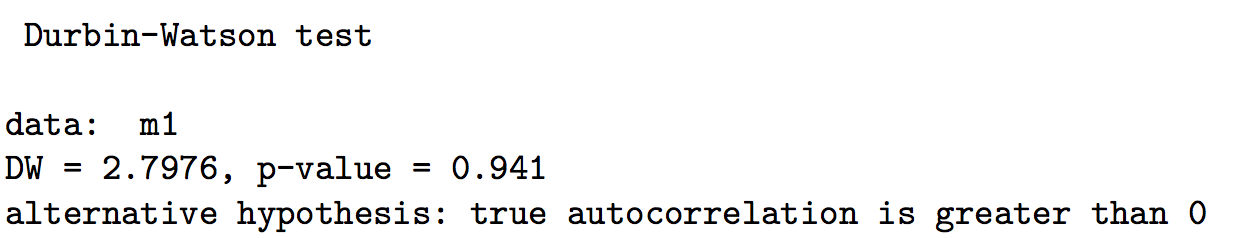 Durbin-Watson test
data:  m1
DW = 2.7976, p-value = 0.941
alternative hypothesis: true autocorrelation is greater than 0